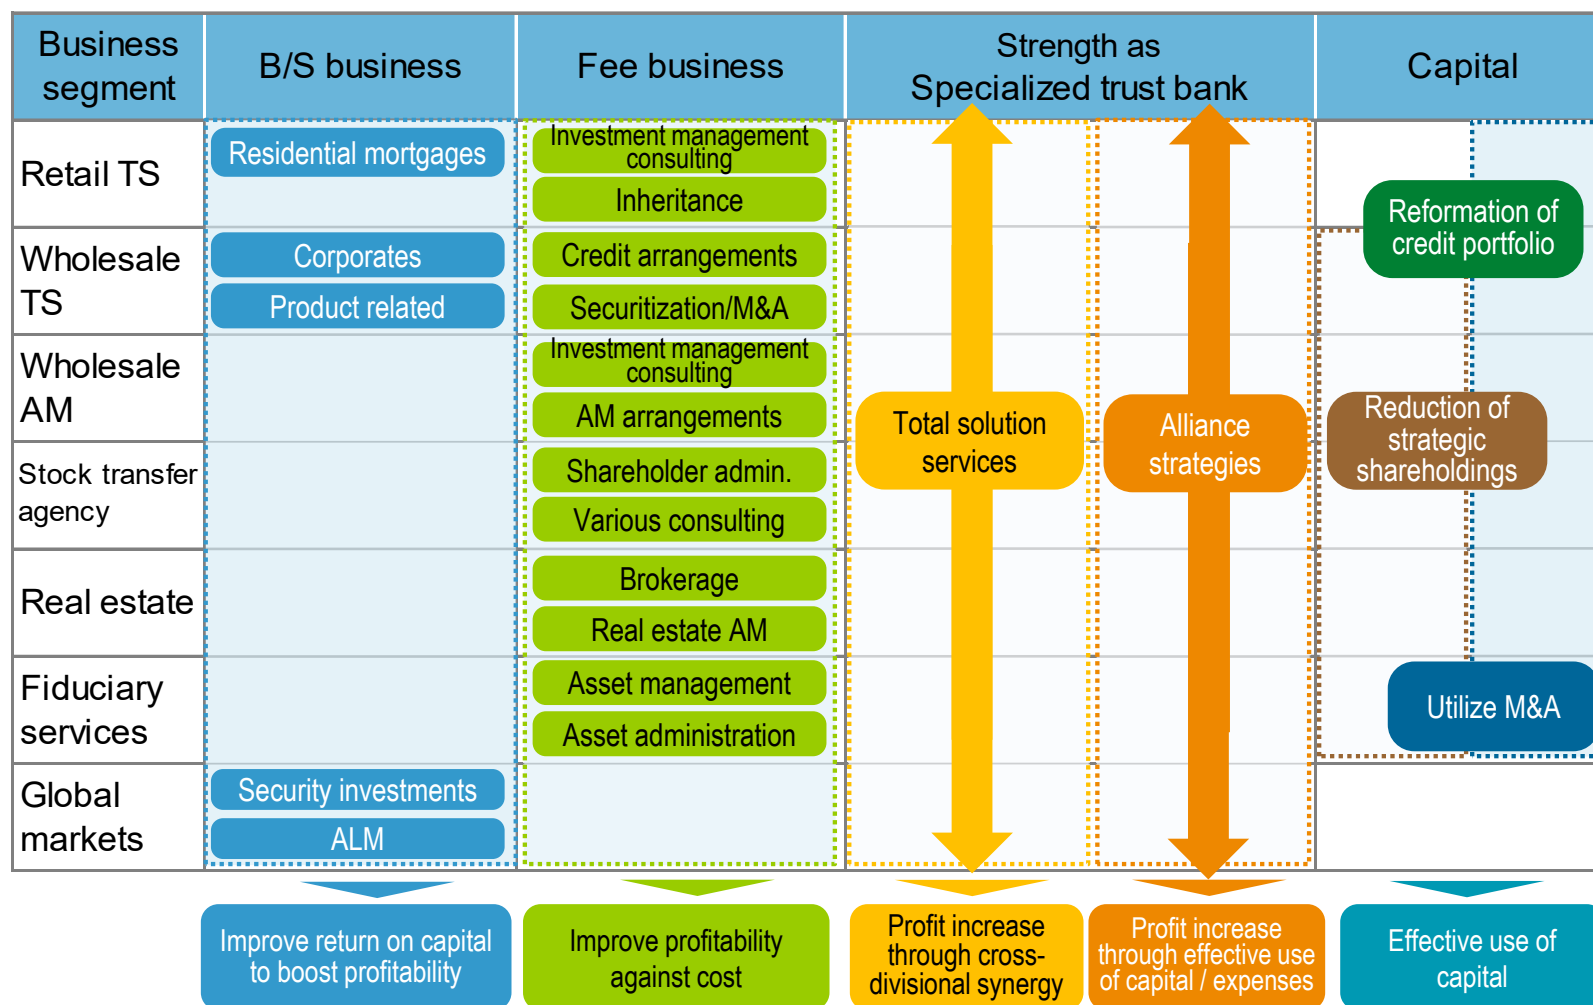 Business
segment
B/S business
Fee business
Strength as
Specialized trust bank
Capital
Retail TS
Residential mortgages
Investment management
consulting
Inheritance
Reformation of
credit portfolio
Wholesale
TS
Corporates
Product related
Credit arrangements
Securitization/M&A
Wholesale
AM
Investment management
consulting
AM arrangements
Total solution
services
Alliance
strategies
Reduction of
strategic
shareholdings
Stock transfer
agency
Shareholder admin.
Various consulting
Real estate
Brokerage
Real estate AM
Fiduciary
services
Asset management
Asset administration
Utilize M&A
Global
markets
Security investments
ALM
Improve return on capital
to boost profitability
Improve profitability
against cost
Profit increase
through cross-
divisional synergy
Profit increase
through effective use
of capital / expenses
Effective use of
capital